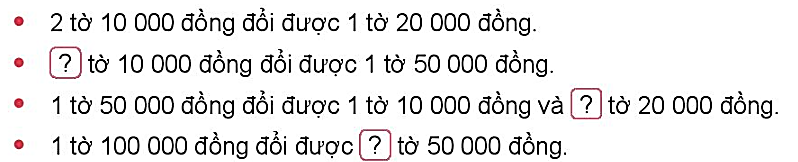 • 2 tờ 10 000 đồng đổi được 1 tờ 20 000 đồng.
• ? tờ 10 000 đồng đổi được 1 tờ 50 000 đồng.
• 1 tờ 50 000 đồng đổi được 1 tờ 10 000 đồng và ? tờ 20 000 đồng.
• 1 tờ 100 000 đồng đổi được ? tờ 50 000 đồng.